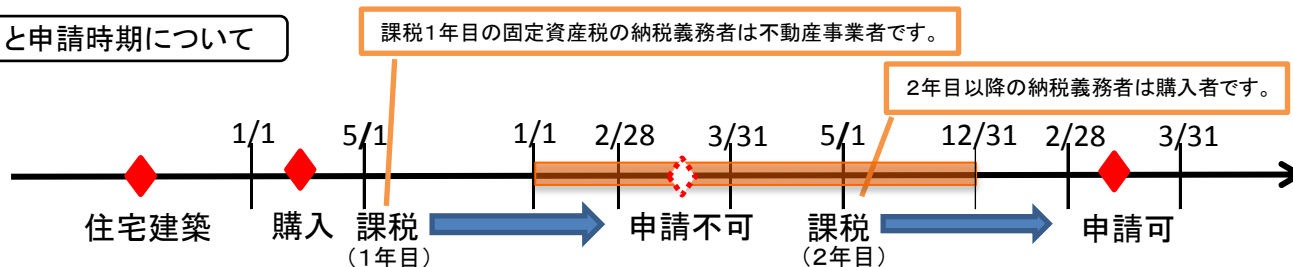 と申請時期について
課税1年目の固定資産税の納税義務者は不動産事業者です。
2年目以降の納税義務者は購入者です。
1/1 5/1 1/1 2/28 3/31 5/1 12/31 2/28 3/31
住宅建築 購入 課税 申請不可 課税 申請可
(1年目) (2年目)